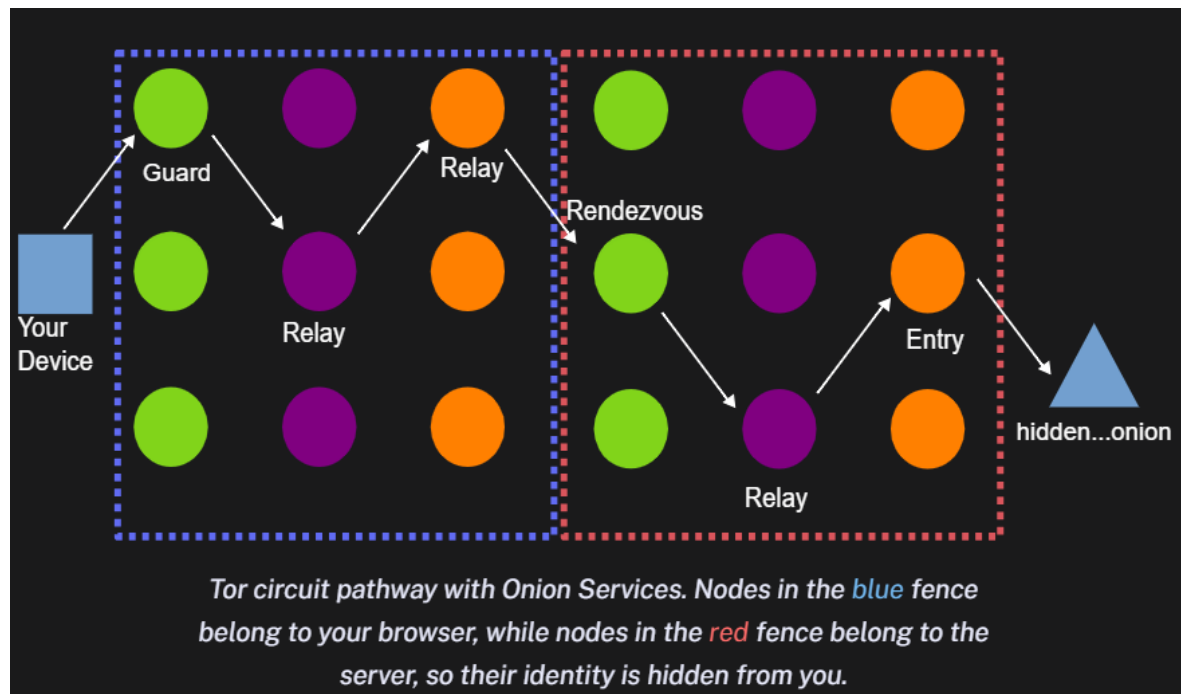 Guard
Relay
Rendezvous
Your
Device
Relay
Entry
hidden...onion
Relay
Tor circuit pathway with Onion Services. Nodes in the blue fence
belong to your browser, while nodes in the red fence belong to the
server, so their identity is hidden from you.